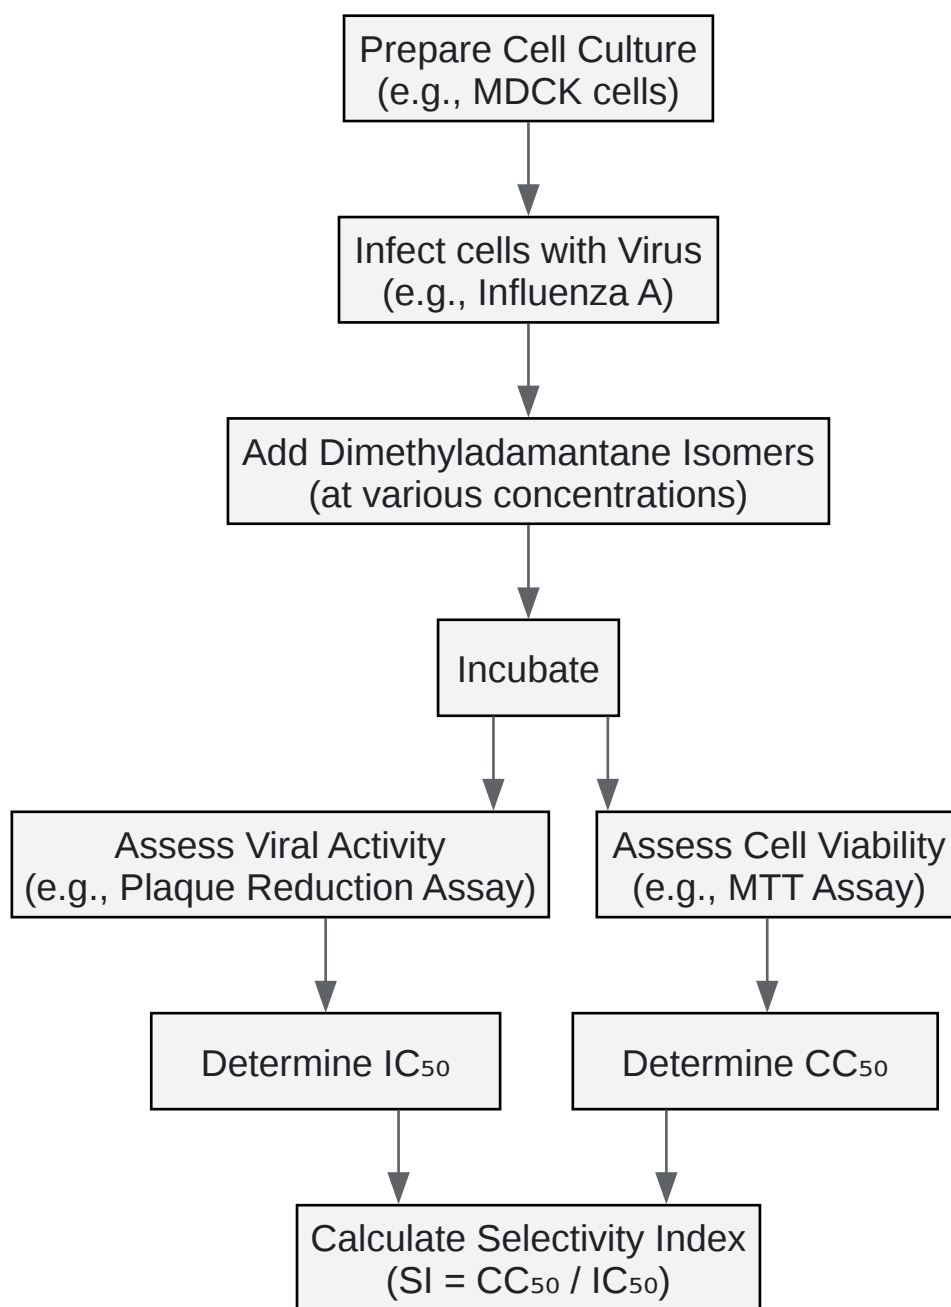 Prepare Cell Culture
(e.g., MDCK cells)
Infect cells with Virus
(e.g., Influenza A)
Add Dimethyladamantane Isomers
(at various concentrations)
Incubate
Assess Viral Activity
(e.g., Plaque Reduction Assay)
Assess Cell Viability
(e.g., MTT Assay)
Determine IC₅₀
Determine CC₅₀
Calculate Selectivity Index
(SI = CC₅₀ / IC₅₀)